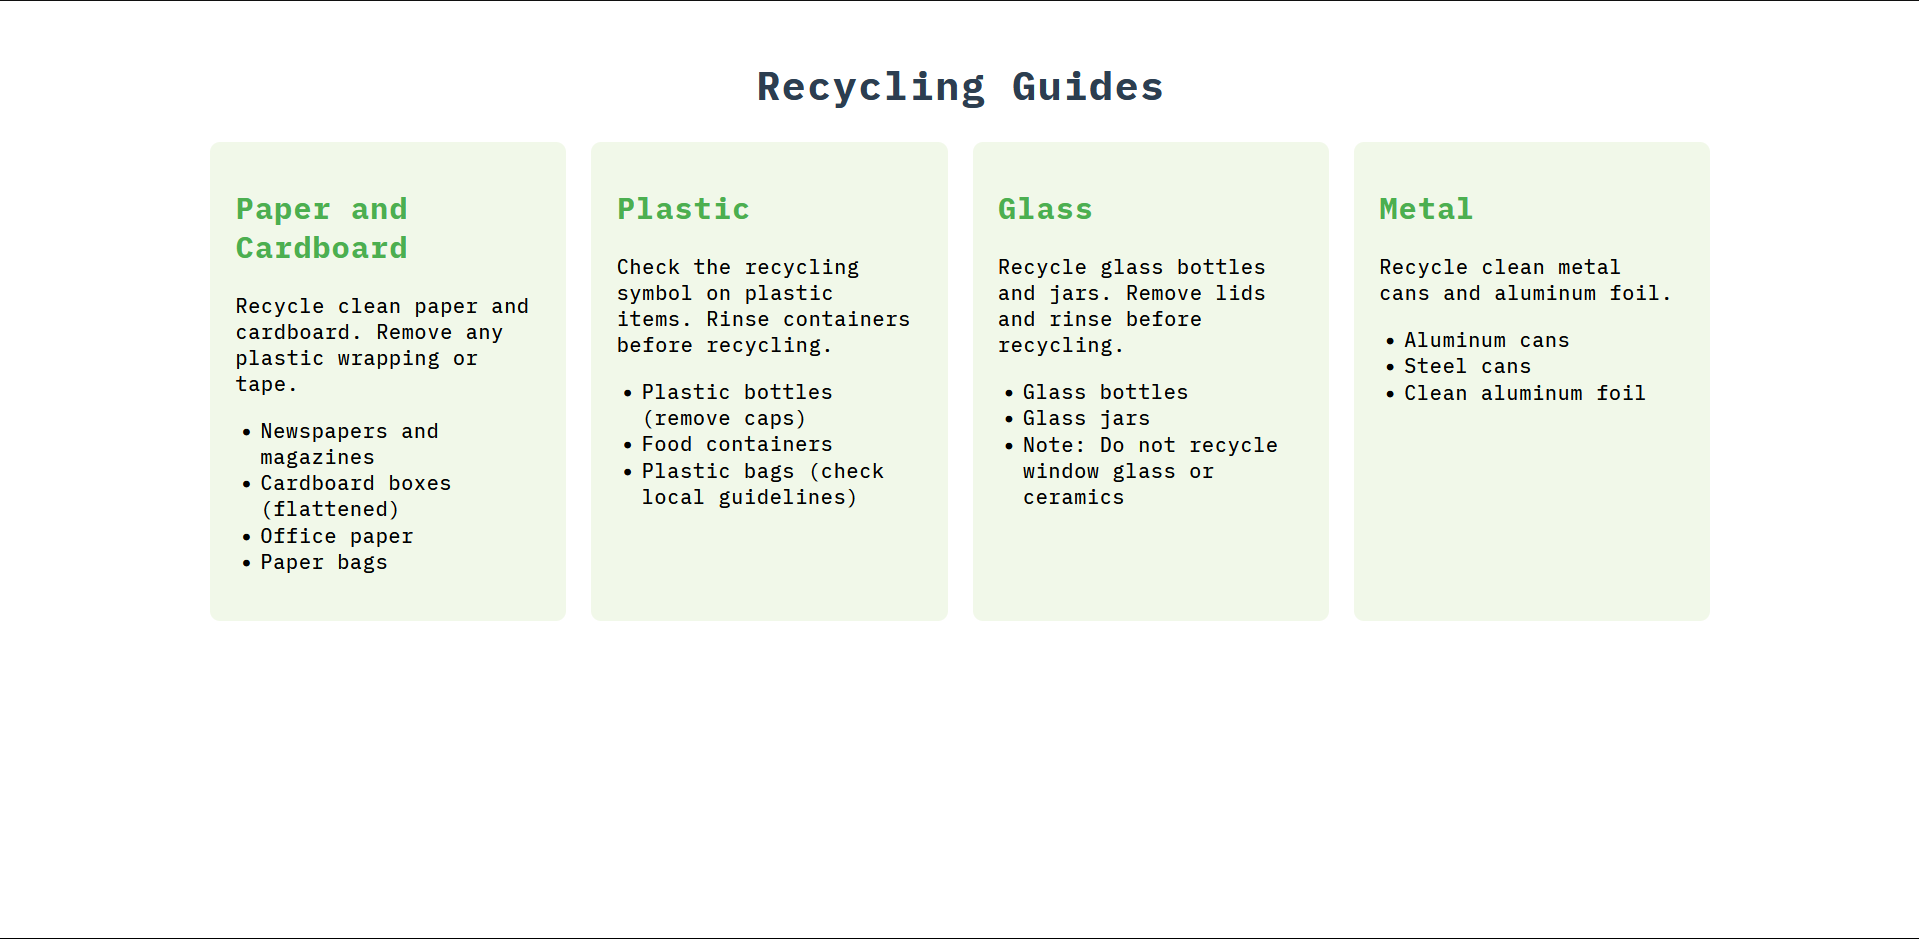 Recycling Guides
Paper and
Cardboard
Recycle clean paper and
cardboard. Remove any
plastic wrapping or
tape.
• Newspapers and
magazines
• Cardboard boxes
(flattened)
• Office paper
• Paper bags
Plastic
Check the recycling
symbol on plastic
items. Rinse containers
before recycling.
• Plastic bottles
(remove caps)
• Food containers
• Plastic bags (check
local guidelines)
Glass
Recycle glass bottles
and jars. Remove lids
and rinse before
recycling.
• Glass bottles
• Glass jars
• Note: Do not recycle
window glass or
ceramics
Metal
Recycle clean metal
cans and aluminum foil.
• Aluminum cans
• Steel cans
• Clean aluminum foil